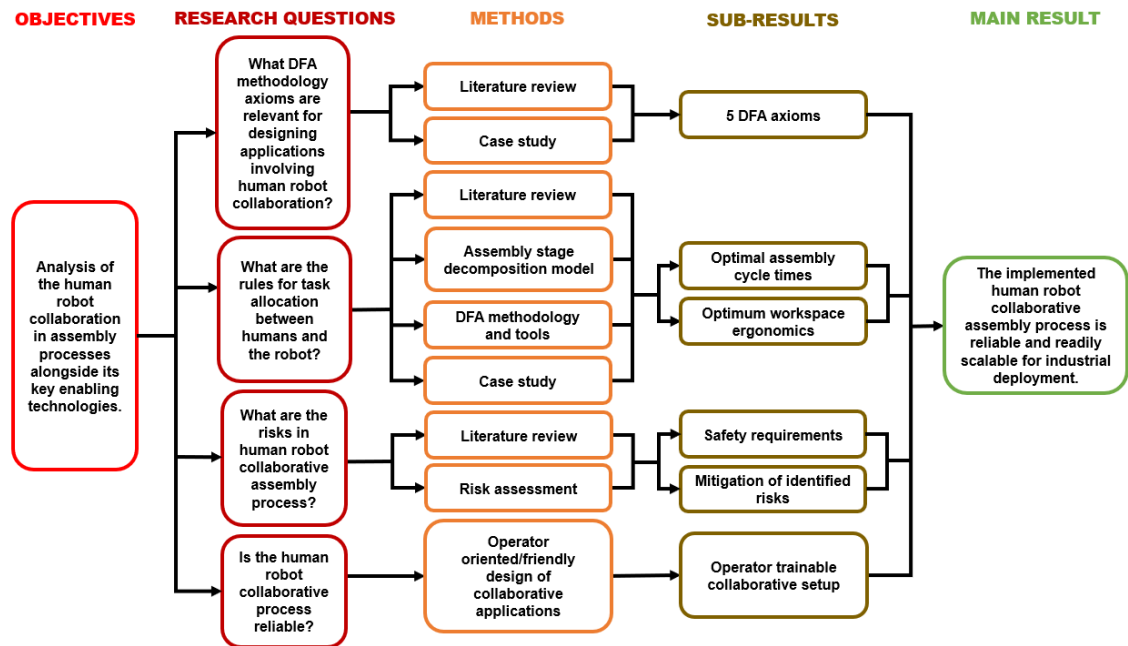 OBJECTIVES
RESEARCH QUESTIONS
METHODS
SUB-RESULTS
MAIN RESULT
Analysis of
the human
robot
collaboration
in assembly
processes
alongside its
key enabling
technologies.
What DFA
methodology
axioms are
relevant for
designing
applications
involving
human robot
collaboration?
What are the
rules for task
allocation
between
humans and
the robot?
What are the
risks in
human robot
collaborative
assembly
process?
Is the human
robot
collaborative
process
reliable?
Literature review
Case study
Literature review
Assembly stage
decomposition model
DFA methodology
and tools
Case study
Literature review
Risk assessment
Operator
oriented/friendly
design of
collaborative
applications
5 DFA axioms
Optimal assembly
cycle times
Optimum workspace
ergonomics
Safety requirements
Mitigation of identified
risks
Operator trainable
collaborative setup
The implemented
human robot
collaborative
assembly process is
reliable and readily
scalable for industrial
deployment.